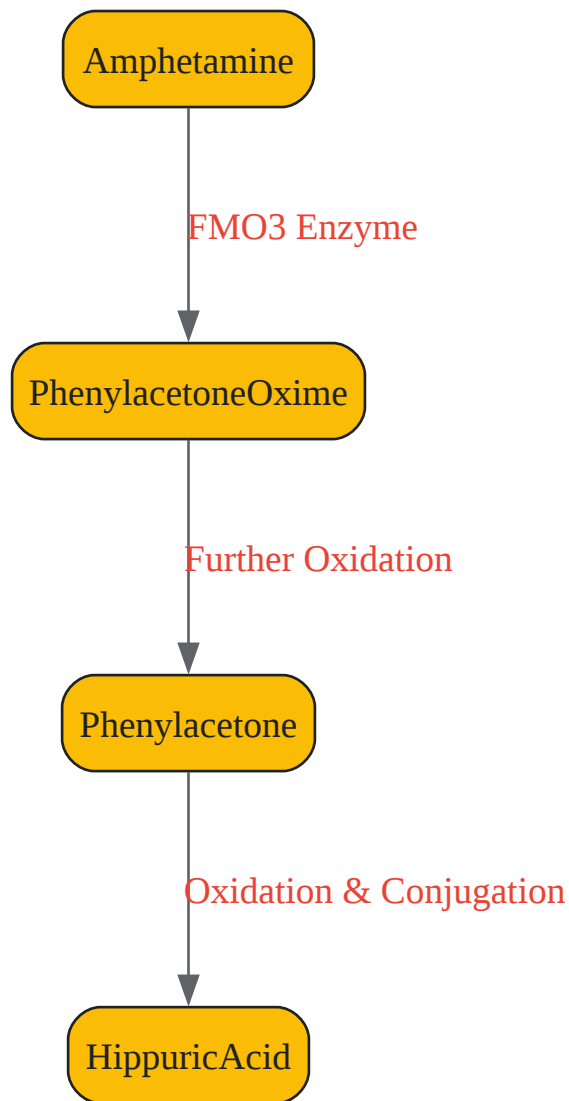 Amphetamine
FMO3 Enzyme
PhenylacetoneOxime
Further Oxidation
Phenylacetone
Oxidation & Conjugation
HippuricAcid